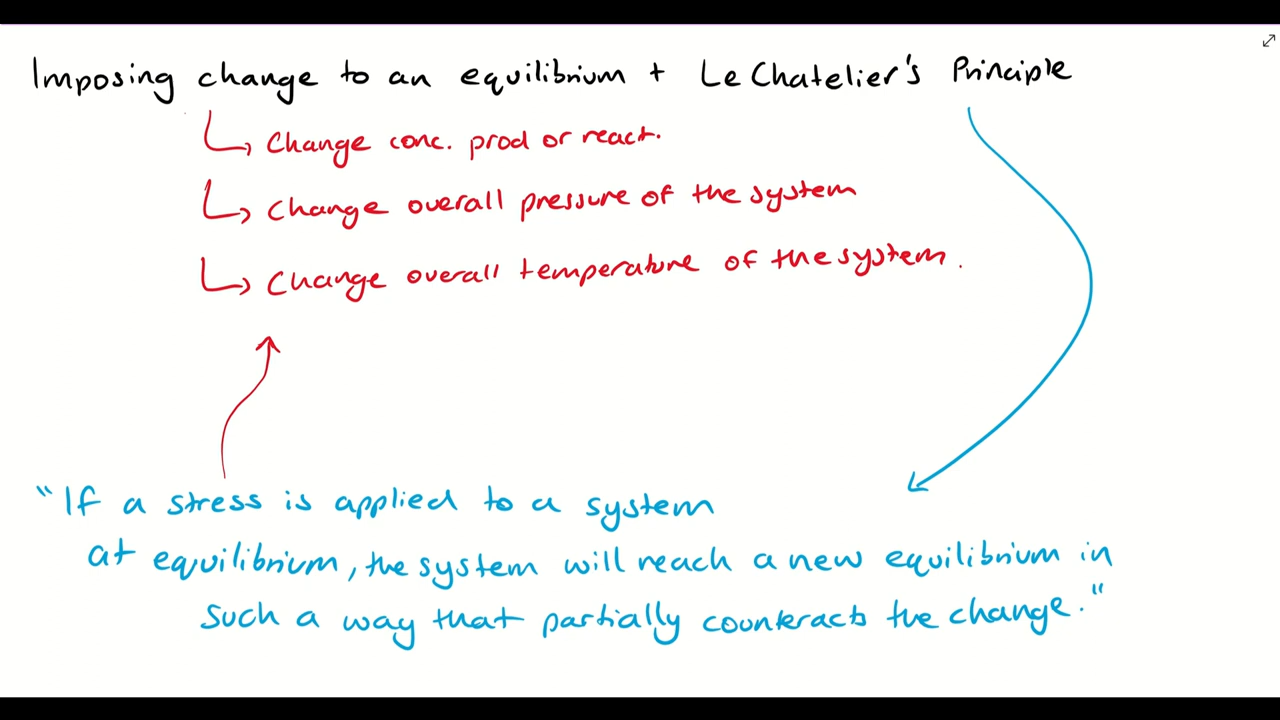 Imposing change to an equilibrium + Le Chatelier's Principle
Change conc. prod or react.
Change overall pressure of the system
Change overall temperature of the system.
"If a stress is applied to a system
at equilibrium, the system will reach a new equilibrium in
such a way that partially counteracts the change."